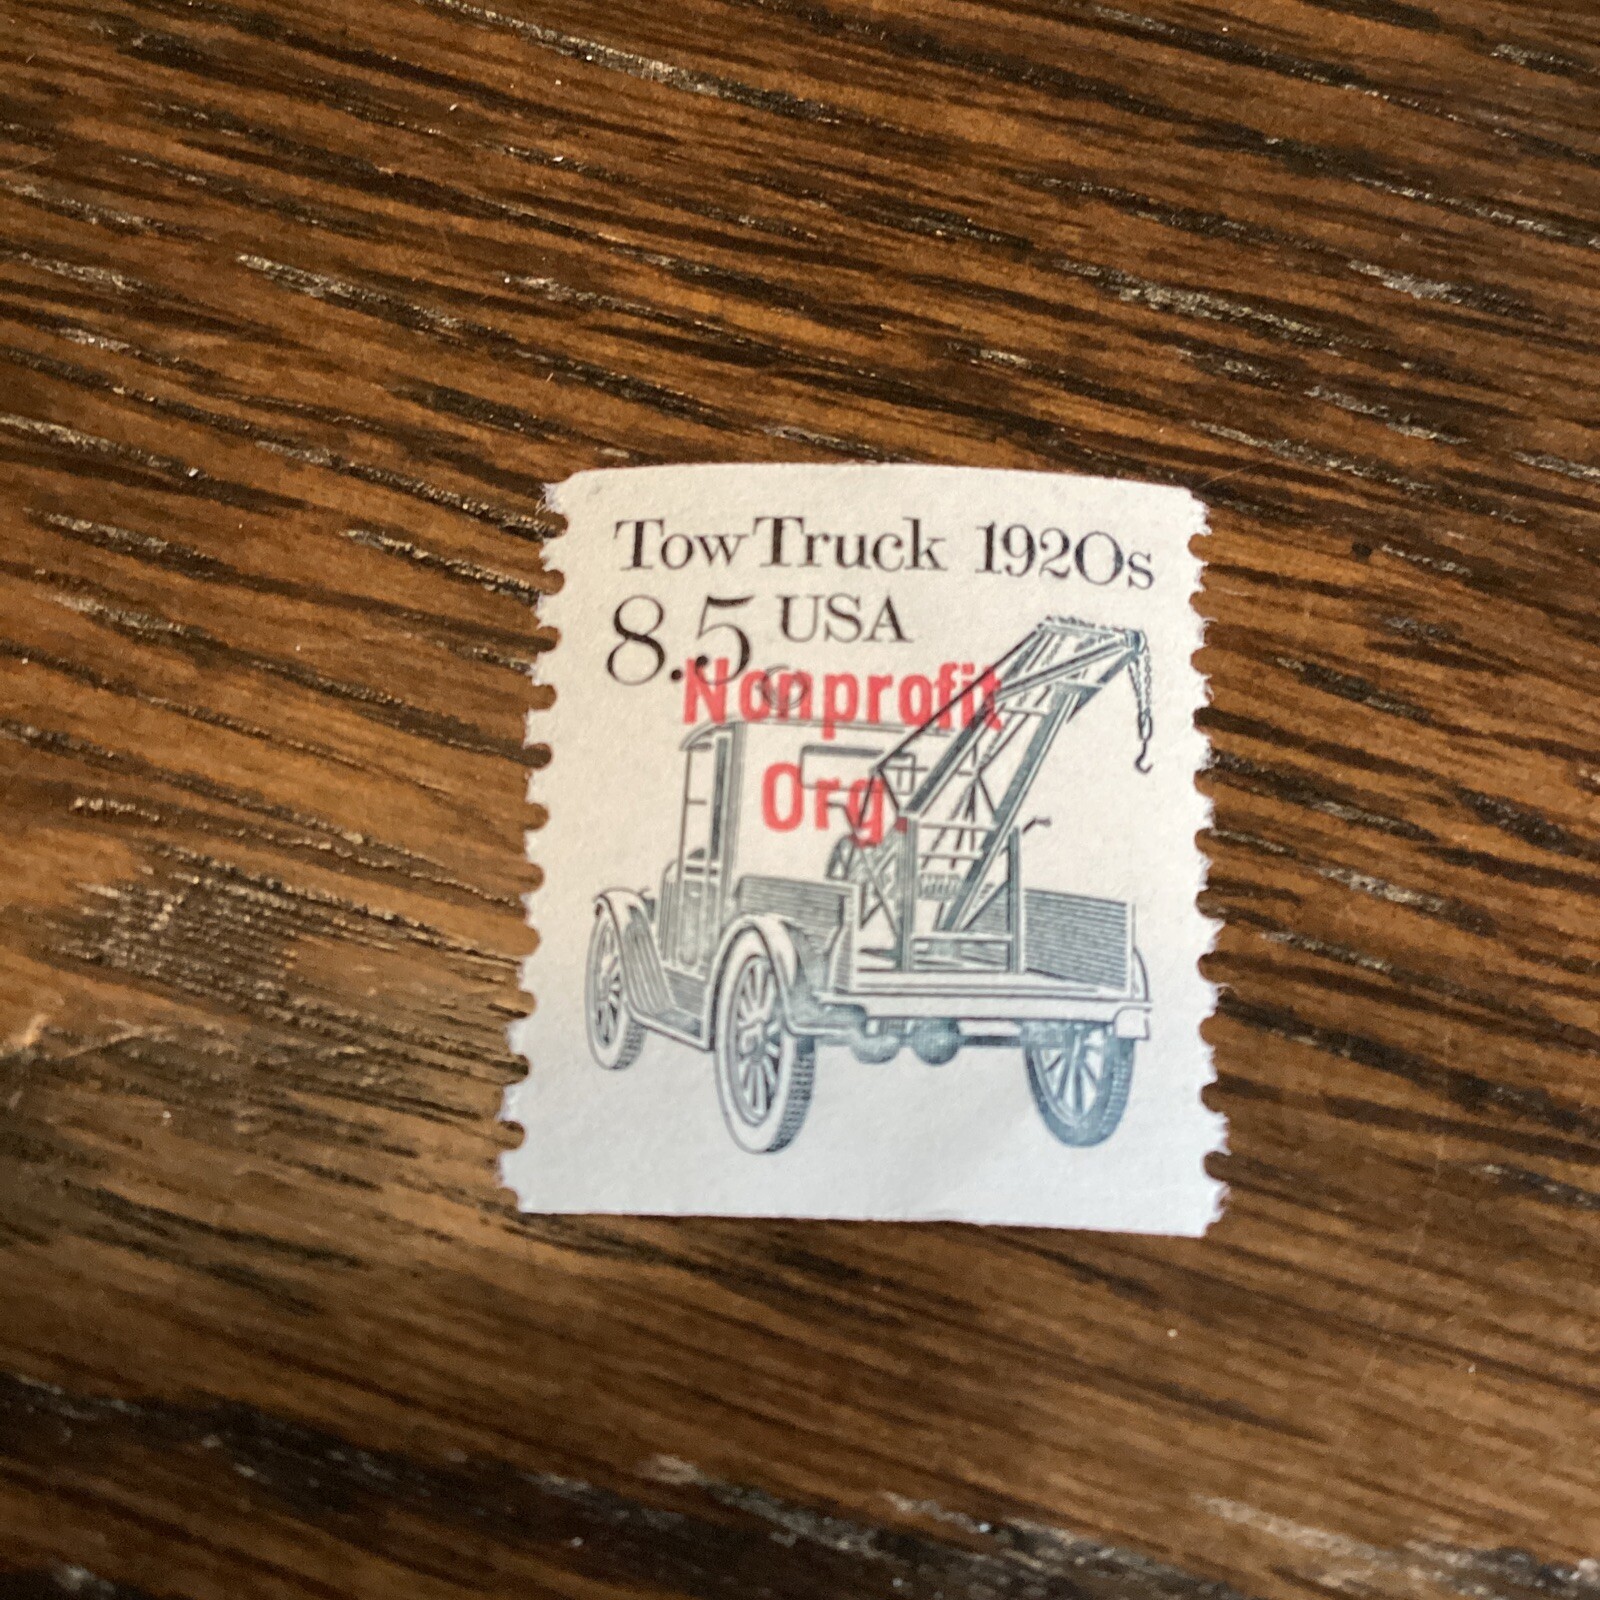 Tow Truck 1920s
8.5 USA
Nonprofit
Org.